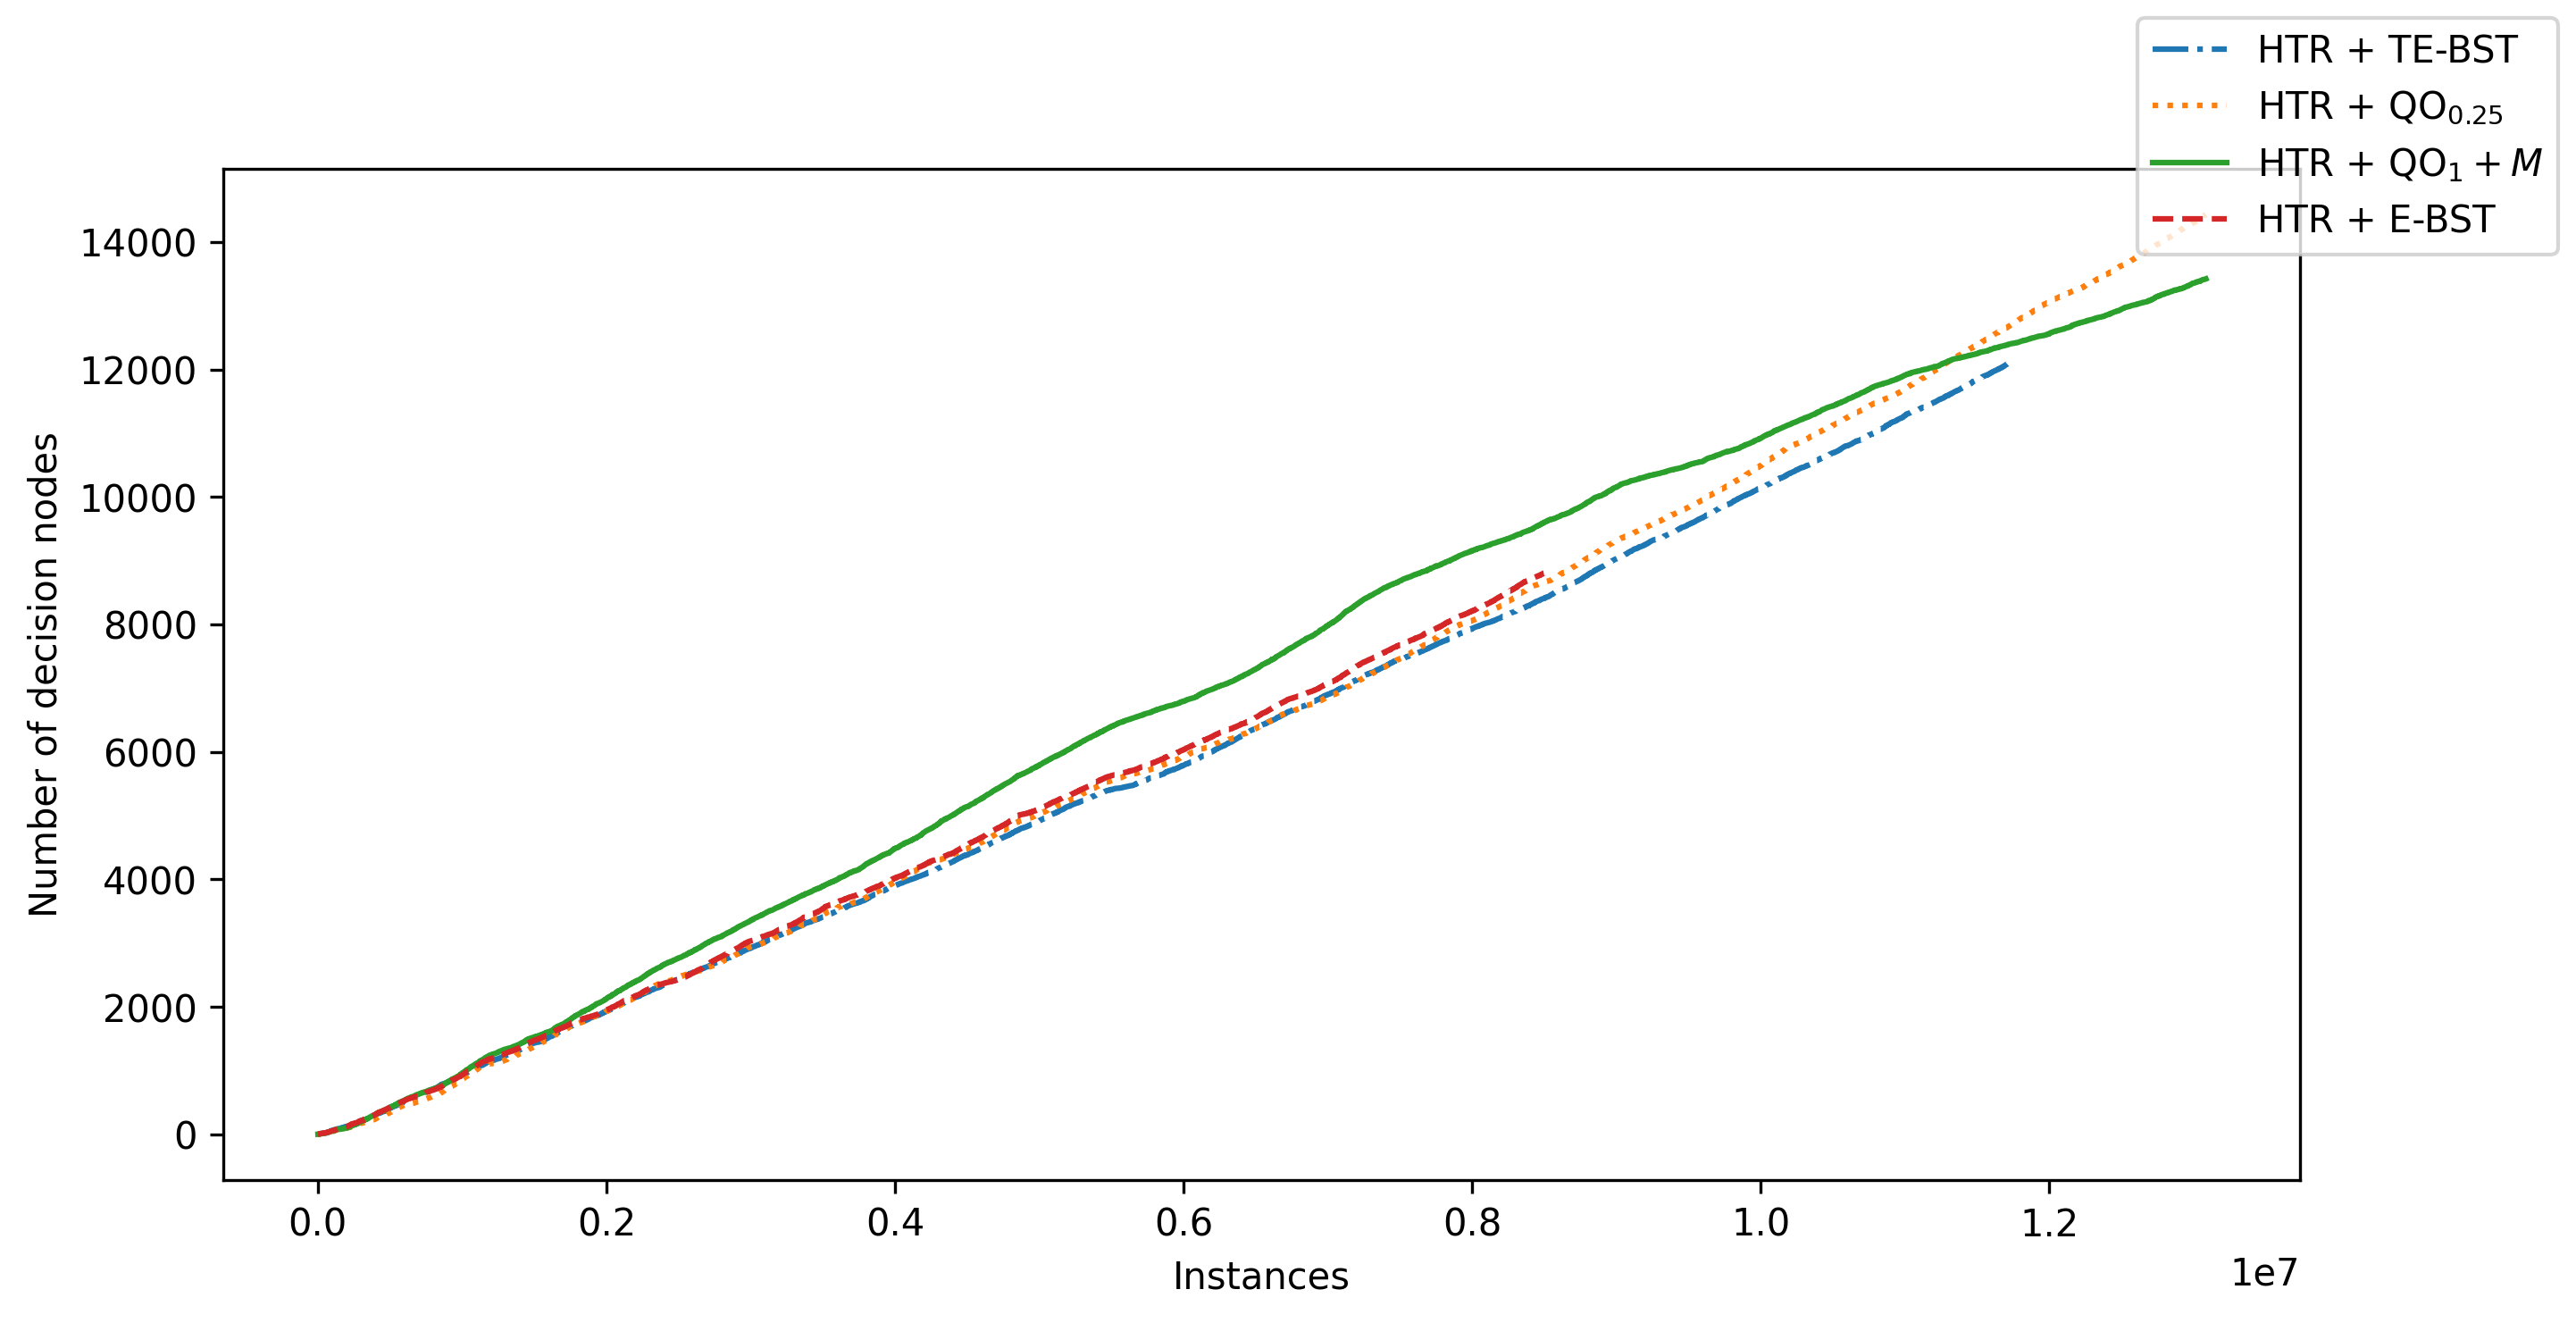 HTR + TE-BST
HTR + QO0.25
HTR + QO1 + M
HTR + E-BST
14000
12000
10000
8000
6000
4000
2000
0
Number of decision nodes
0.0 0.2 0.4 0.6 0.8 1.0 1.2
1e7
Instances